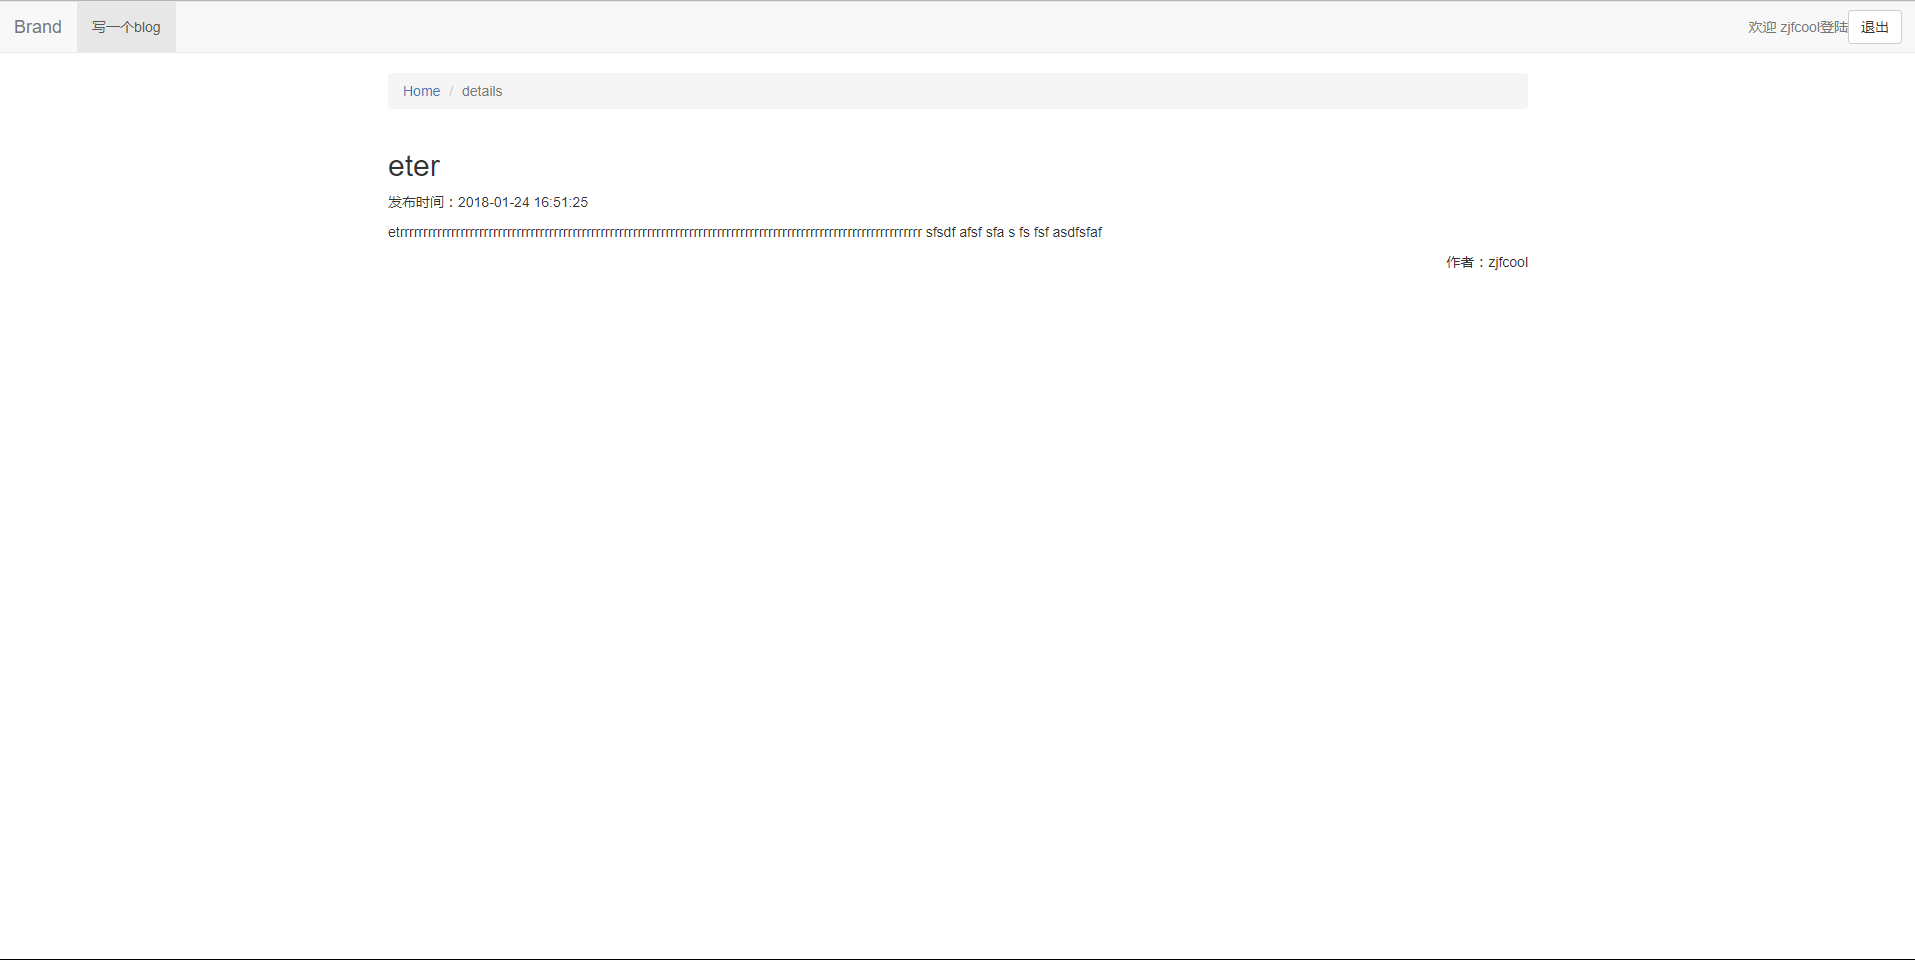 Brand 写一个blog 欢迎 zjfcool登陆 退出
Home / details
eter
发布时间：2018-01-24 16:51:25
etrrrrrrrrrrrrrrrrrrrrrrrrrrrrrrrrrrrrrrrrrrrrrrrrrrrrrrrrrrrrrrrrrrrrrrrrrrrrrrrrrrrrrrrrrrrrrrrrrrrrrrrrrrrrrrrr sfsdf afsf sfa s fs fsf asdfsfaf
作者：zjfcool